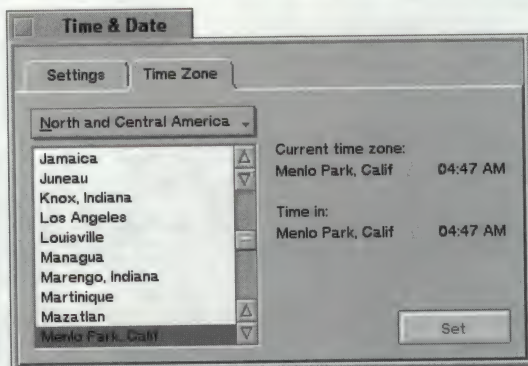 Time & Date
Settings
Time Zone
North and Central America
Jamaica
Juneau
Knox, Indiana
Los Angeles
Louisville
Managua
Marengo, Indiana
Martinique
Mazatlan
Menlo Park, Calif
Current time zone:
Menlo Park, Calif 04:47 AM
Time in:
Menlo Park, Calif 04:47 AM
Set